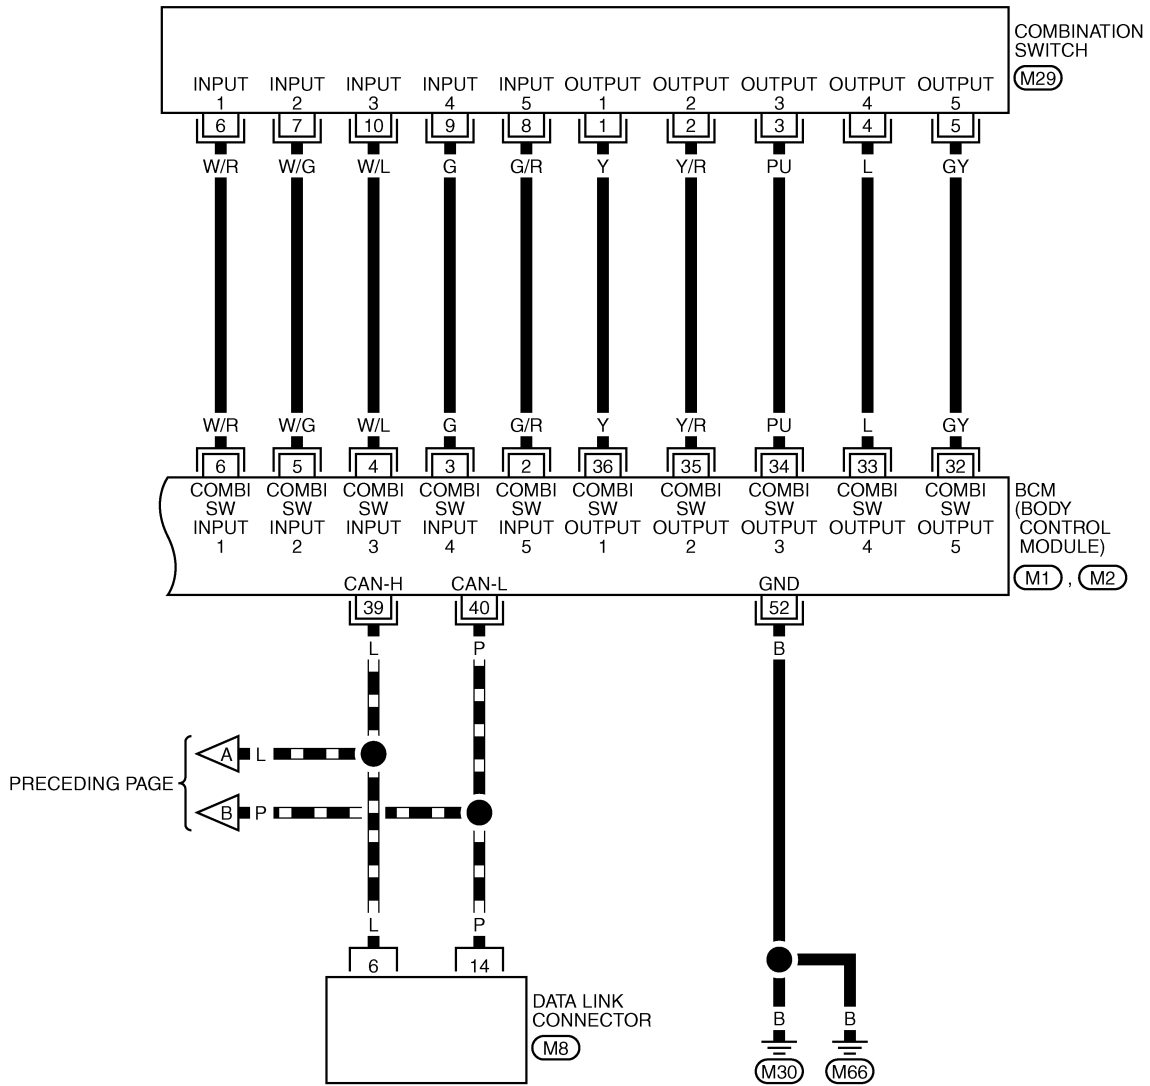 COMBINATION
SWITCH
M29
INPUT INPUT INPUT INPUT INPUT OUTPUT OUTPUT OUTPUT OUTPUT OUTPUT
1 2 3 4 5 1 2 3 4 5
6 7 10 9 8 1 2 3 4 5
W/R W/G W/L G G/R Y Y/R PU L GY
W/R W/G W/L G G/R Y Y/R PU L GY
6 5 4 3 2 36 35 34 33 32
COMBI COMBI COMBI COMBI COMBI COMBI COMBI COMBI COMBI COMBI
SW SW SW SW SW SW SW SW SW SW
INPUT INPUT INPUT INPUT INPUT OUTPUT OUTPUT OUTPUT OUTPUT OUTPUT
1 2 3 4 5 1 2 3 4 5
BCM
(BODY
CONTROL
MODULE)
M1 , M2
CAN-H CAN-L GND
39 40 52
L P B
A L
PRECEDING PAGE
B P
L P
6 14
DATA LINK
CONNECTOR
M8
B B
M30 M66